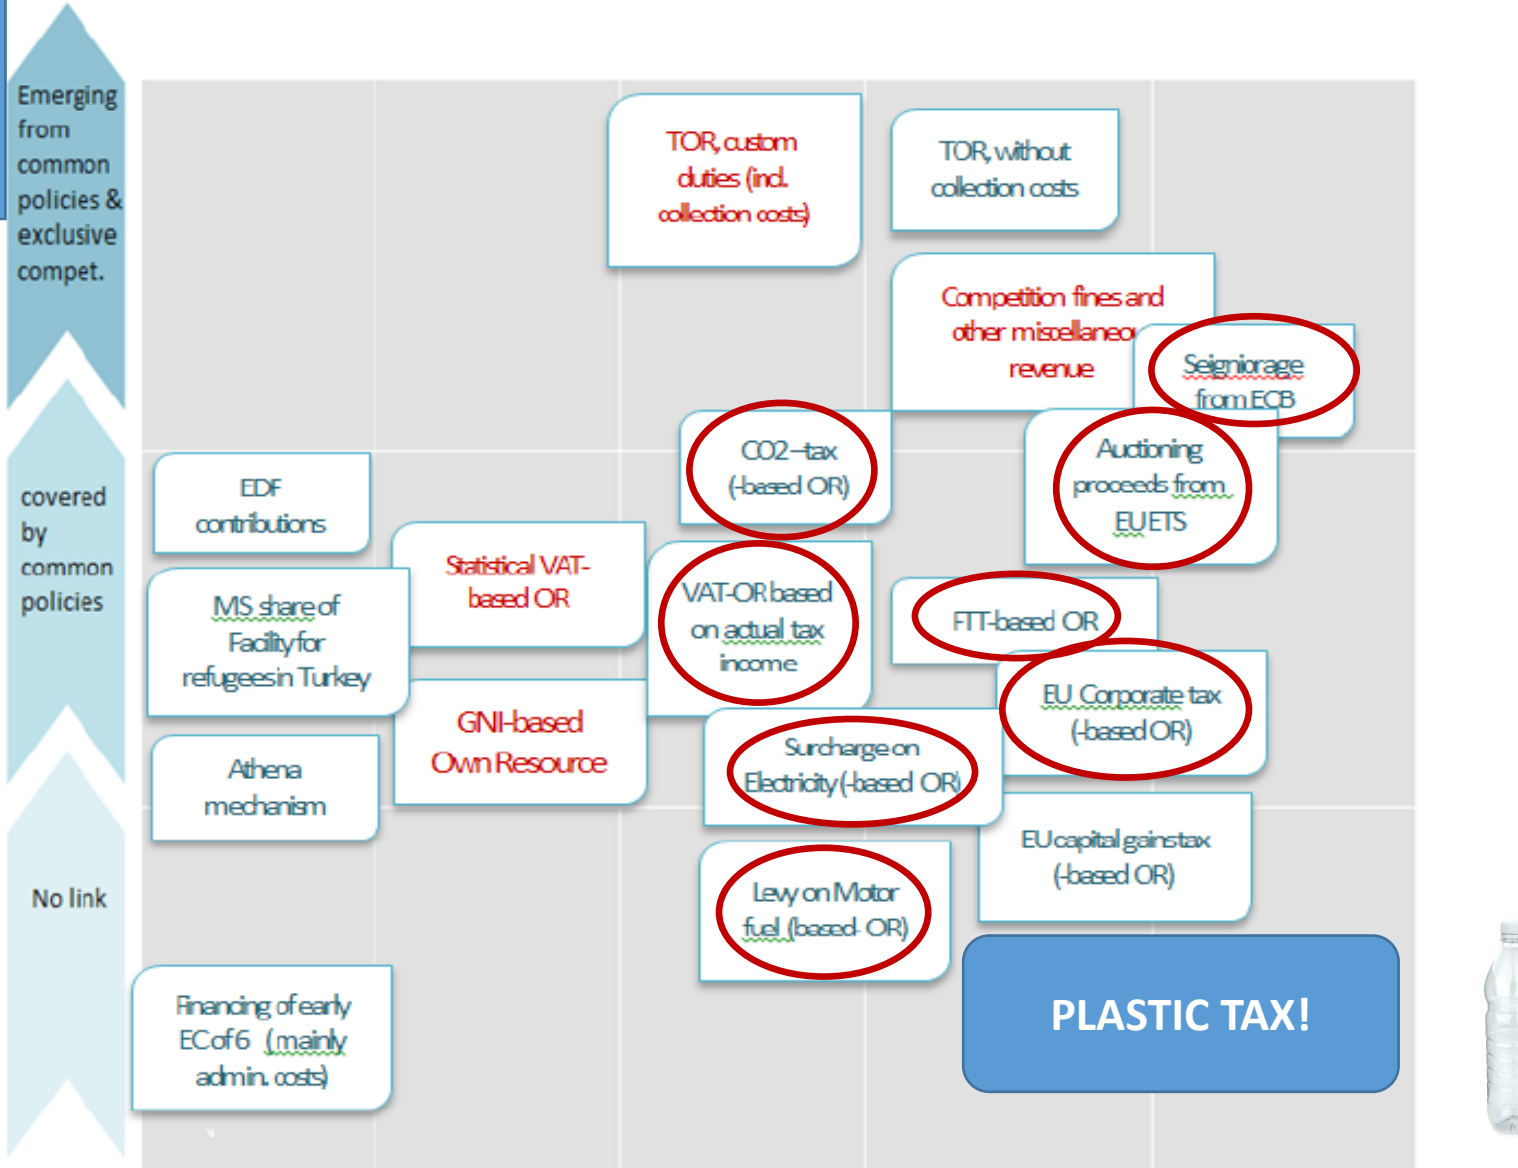 Emerging
from
common
policies &
exclusive
compet.
covered
by
common
policies
No link
TOR, custom
duties (incl.
collection costs)
TOR, without
collection costs
Competition fines and
other miscellaneou
revenue
Seigniorage
from ECB
CO2–tax
(-based OR)
Auctioning
proceeds from
EU ETS
EDF
contributions
Statistical VAT-
based OR
VAT-OR based
on actual tax
income
FTT-based OR
MS share of
Facility for
refugees in Turkey
EU Corporate tax
(-based OR)
GNI-based
Own Resource
Surcharge on
Electricity (-based OR)
Athena
mechanism
EU capital gains tax
(-based OR)
Levy on Motor
fuel (based- OR)
PLASTIC TAX!
Financing of early
EC of 6 (mainly
admin. costs)